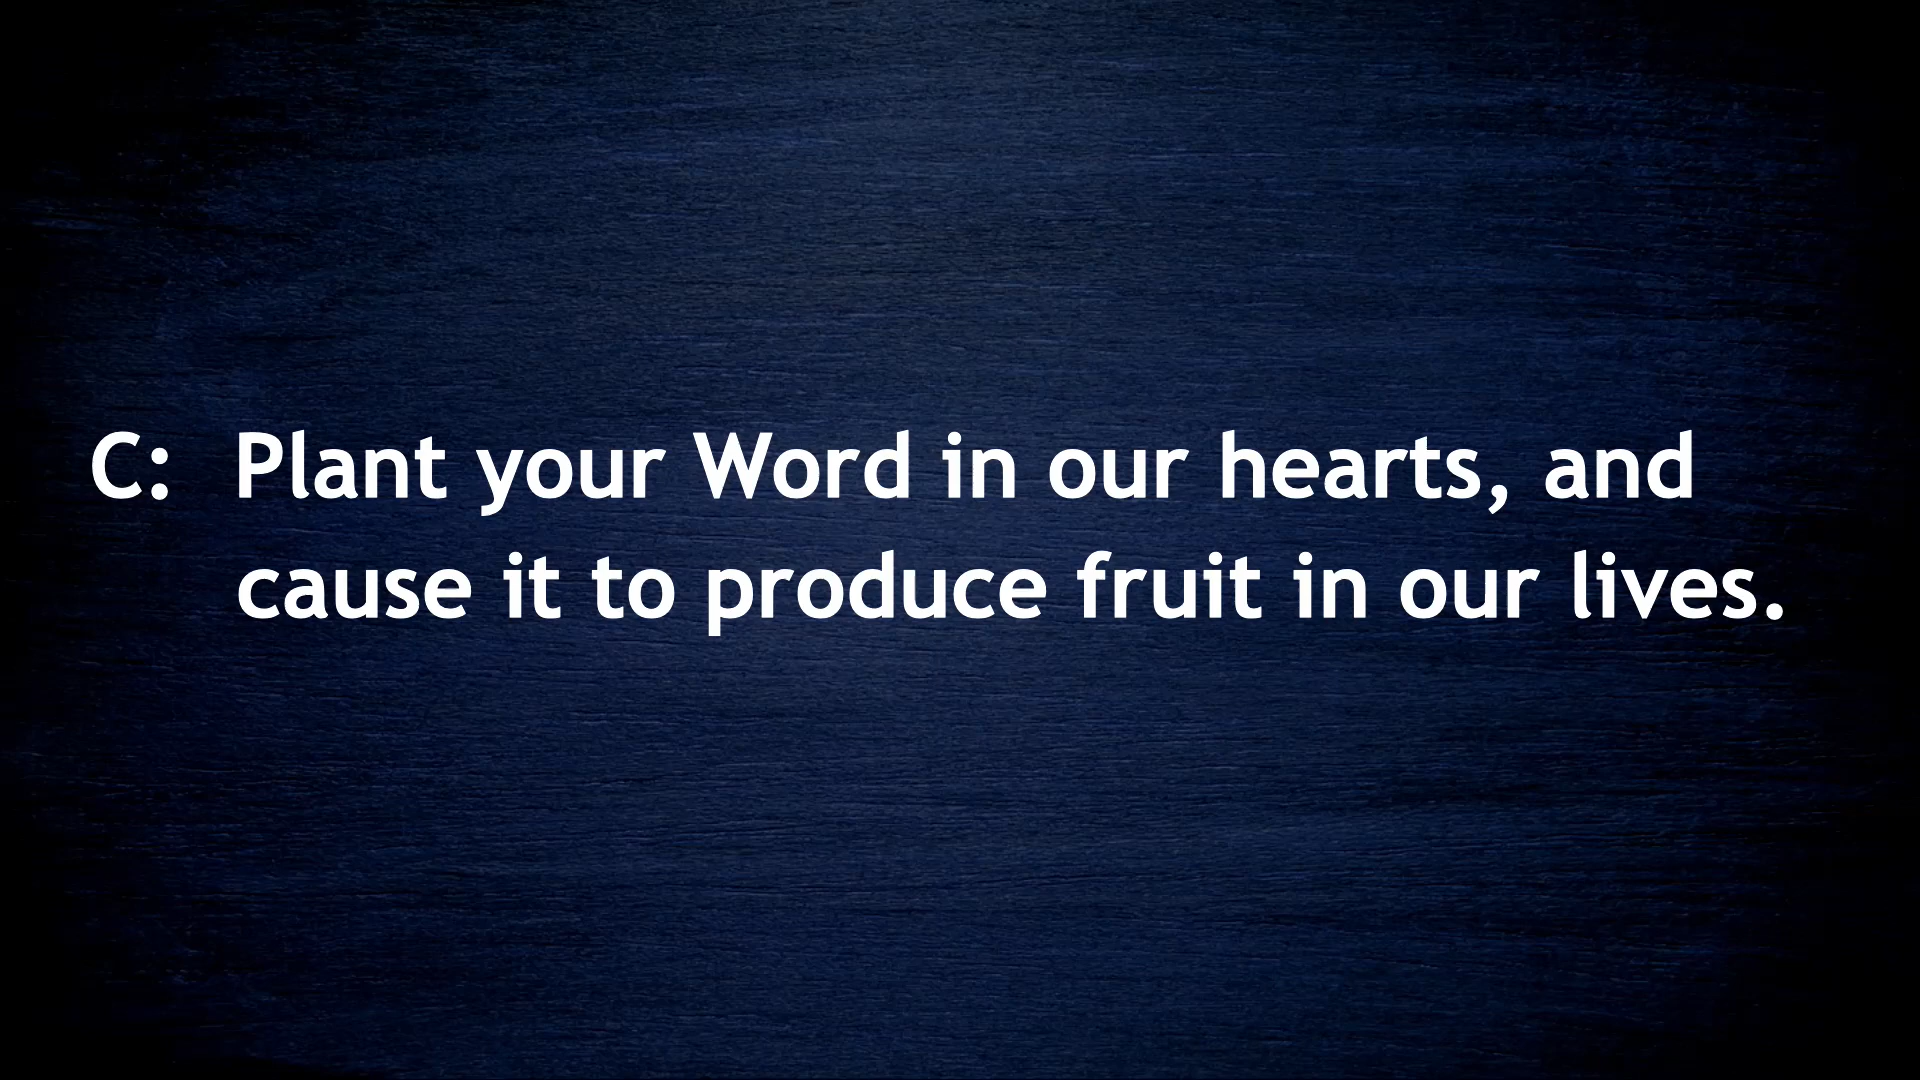 C: Plant your Word in our hearts, and
cause it to produce fruit in our lives.